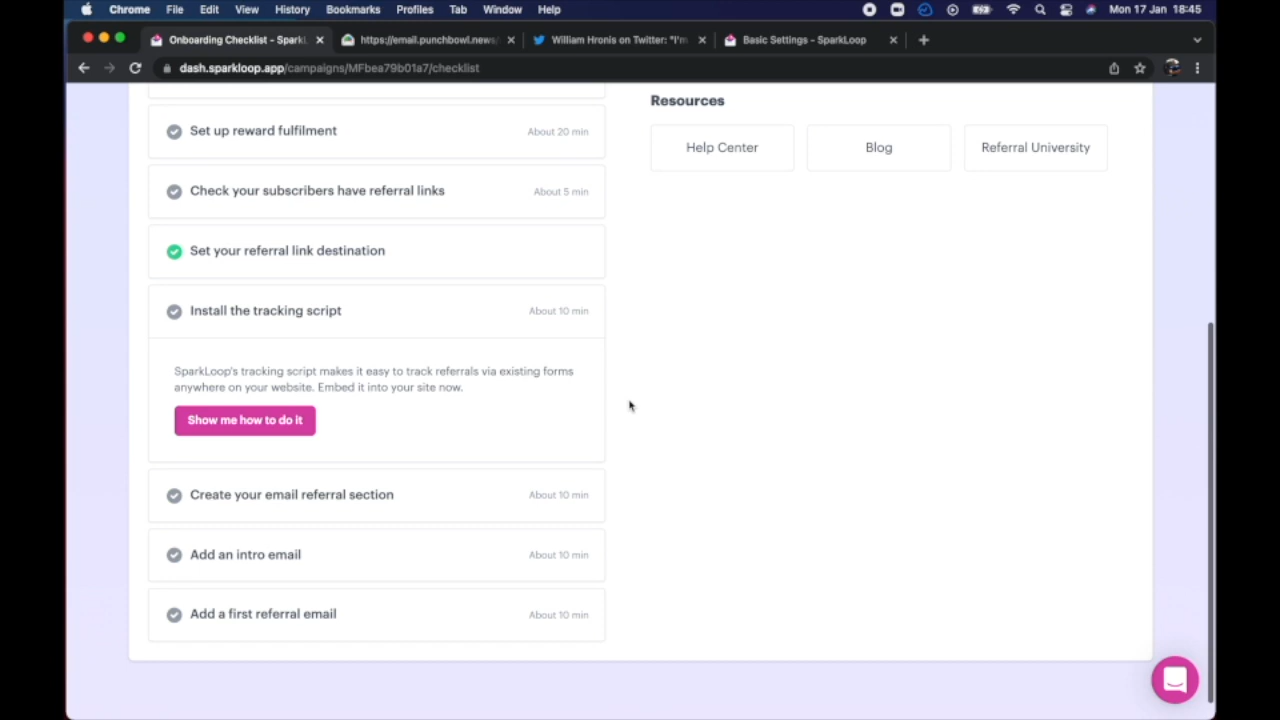 Chrome File Edit View History Bookmarks Profiles Tab Window Help Mon 17 Jan 18:45
Onboarding Checklist – Spark https://email.punchbowl.news/ William Hronis on Twitter: "I'm Basic Settings – SparkLoop
dash.sparkloop.app/campaigns/MFbea79b01a7/checklist
Resources
Set up reward fulfilment About 20 min
Help Center Blog Referral University
Check your subscribers have referral links About 5 min
Set your referral link destination
Install the tracking script About 10 min
SparkLoop's tracking script makes it easy to track referrals via existing forms
anywhere on your website. Embed it into your site now.
Show me how to do it
Create your email referral section About 10 min
Add an intro email About 10 min
Add a first referral email About 10 min